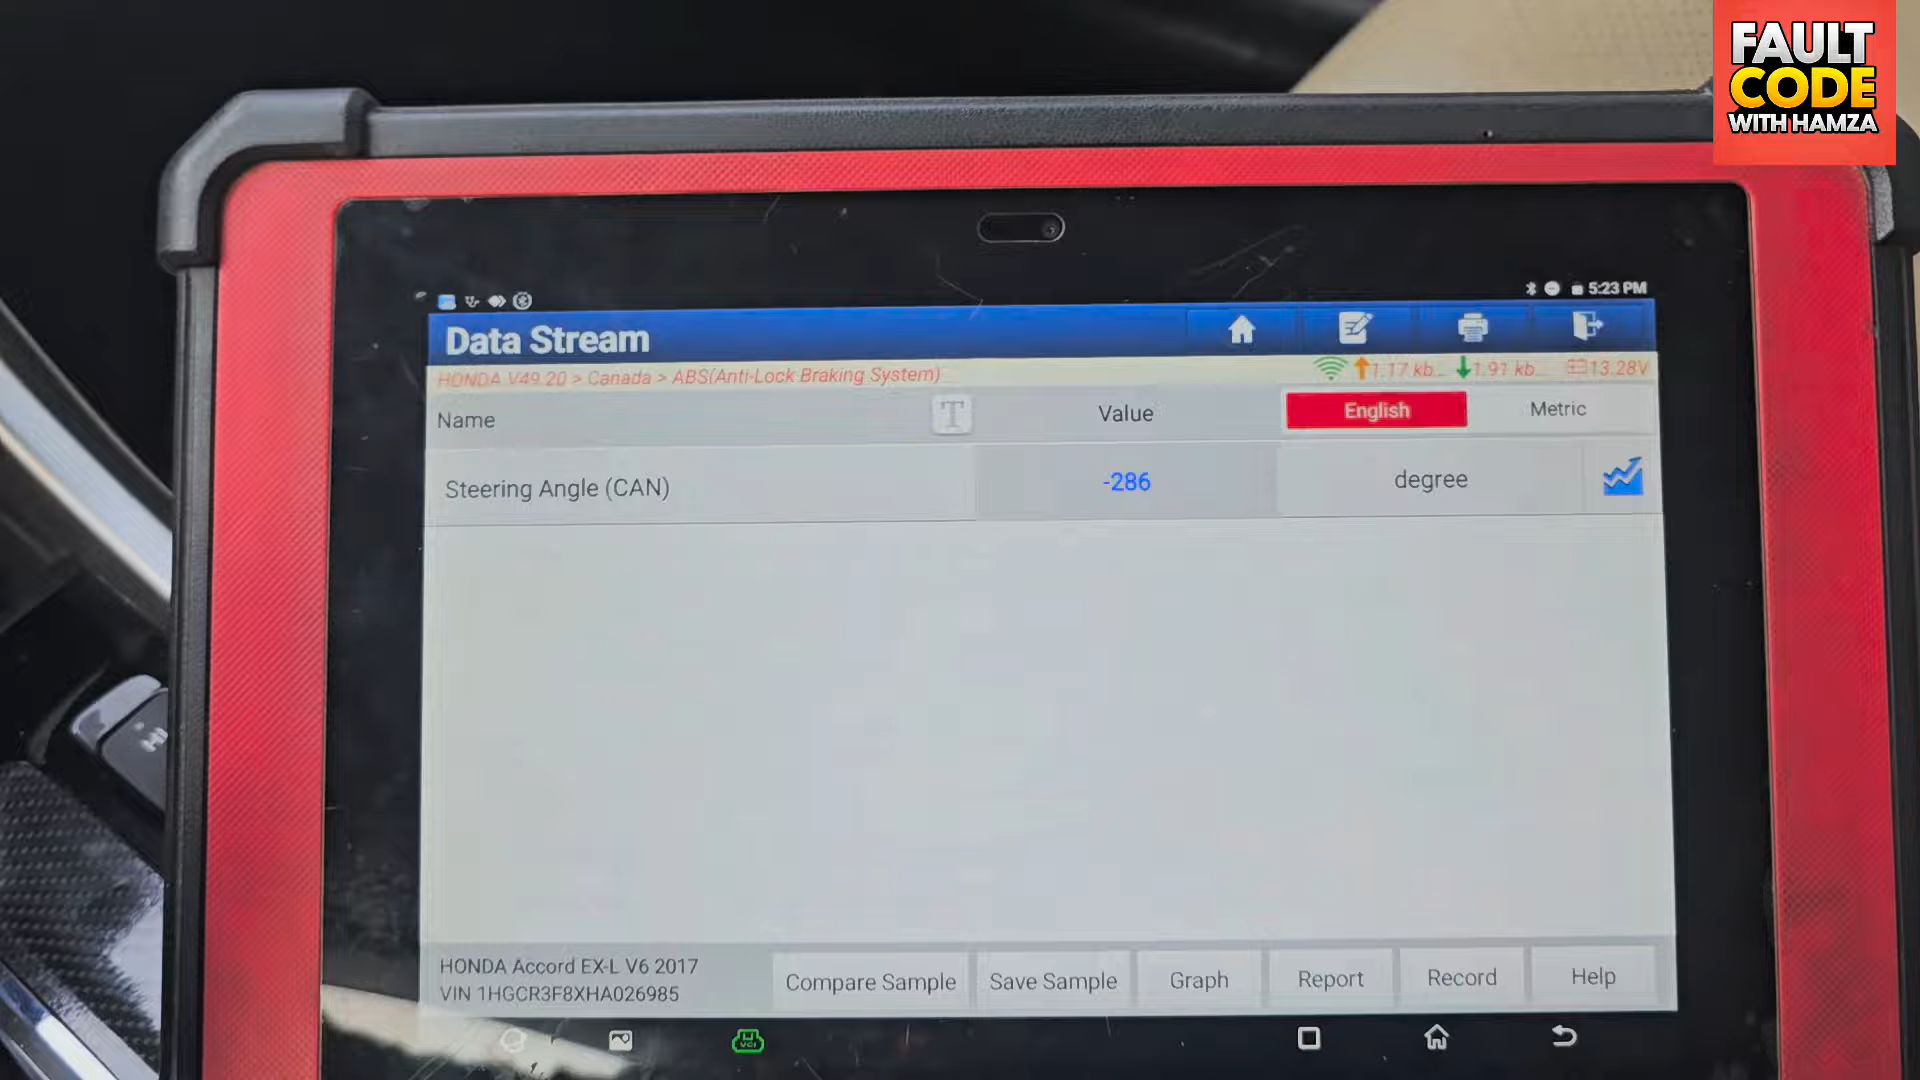 FAULT
CODE
WITH HAMZA
5:23 PM
Data Stream
HONDA V49.20 > Canada > ABS(Anti-Lock Braking System)
1.17 kb... 1.91 kb... 13.28V
Name T Value English Metric
Steering Angle (CAN) -286 degree
HONDA Accord EX-L V6 2017
VIN 1HGCR3F8XHA026985
Compare Sample Save Sample Graph Report Record Help
VCI